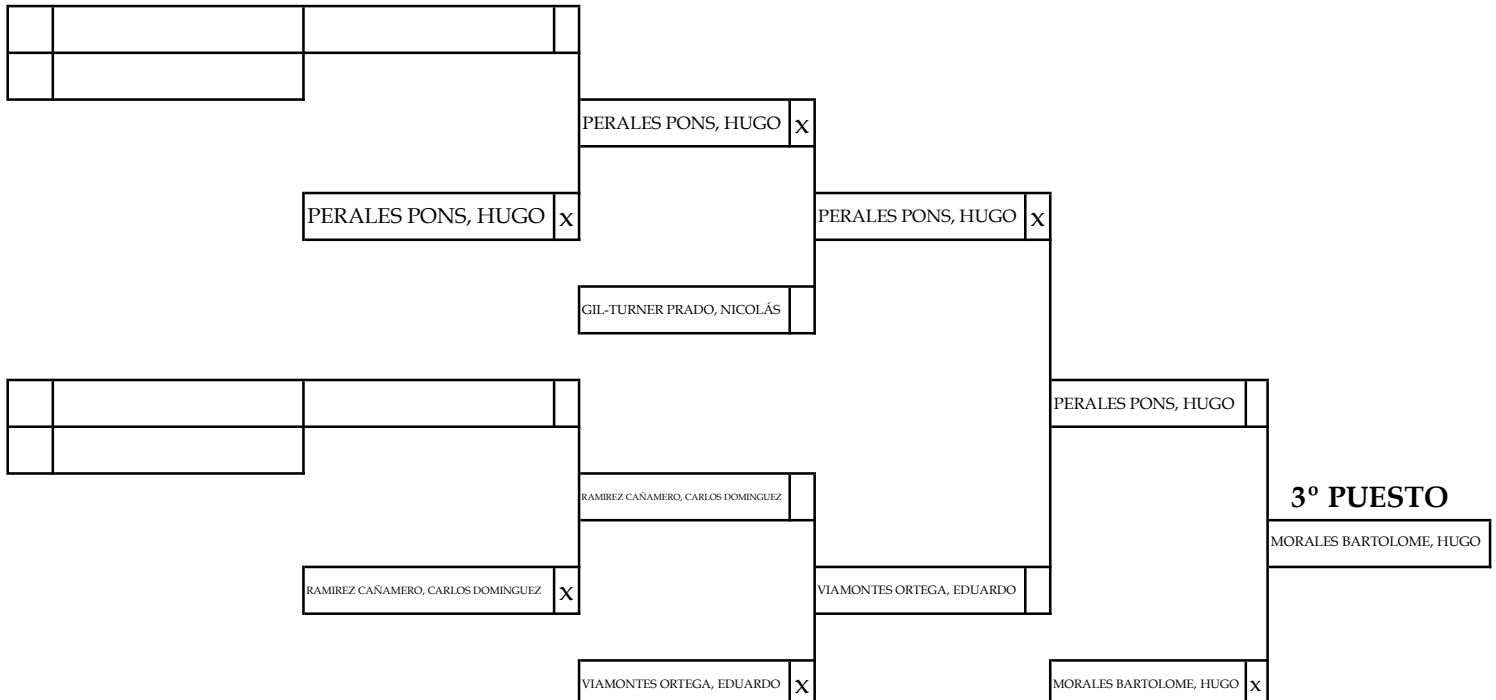 PERALES PONS, HUGO x
PERALES PONS, HUGO x
PERALES PONS, HUGO x
GIL-TURNER PRADO, NICOLÁS
PERALES PONS, HUGO
RAMIREZ CAÑAMERO, CARLOS DOMINGUEZ
3º PUESTO
MORALES BARTOLOME, HUGO
RAMIREZ CAÑAMERO, CARLOS DOMINGUEZ x
VIAMONTES ORTEGA, EDUARDO
VIAMONTES ORTEGA, EDUARDO x
MORALES BARTOLOME, HUGO x